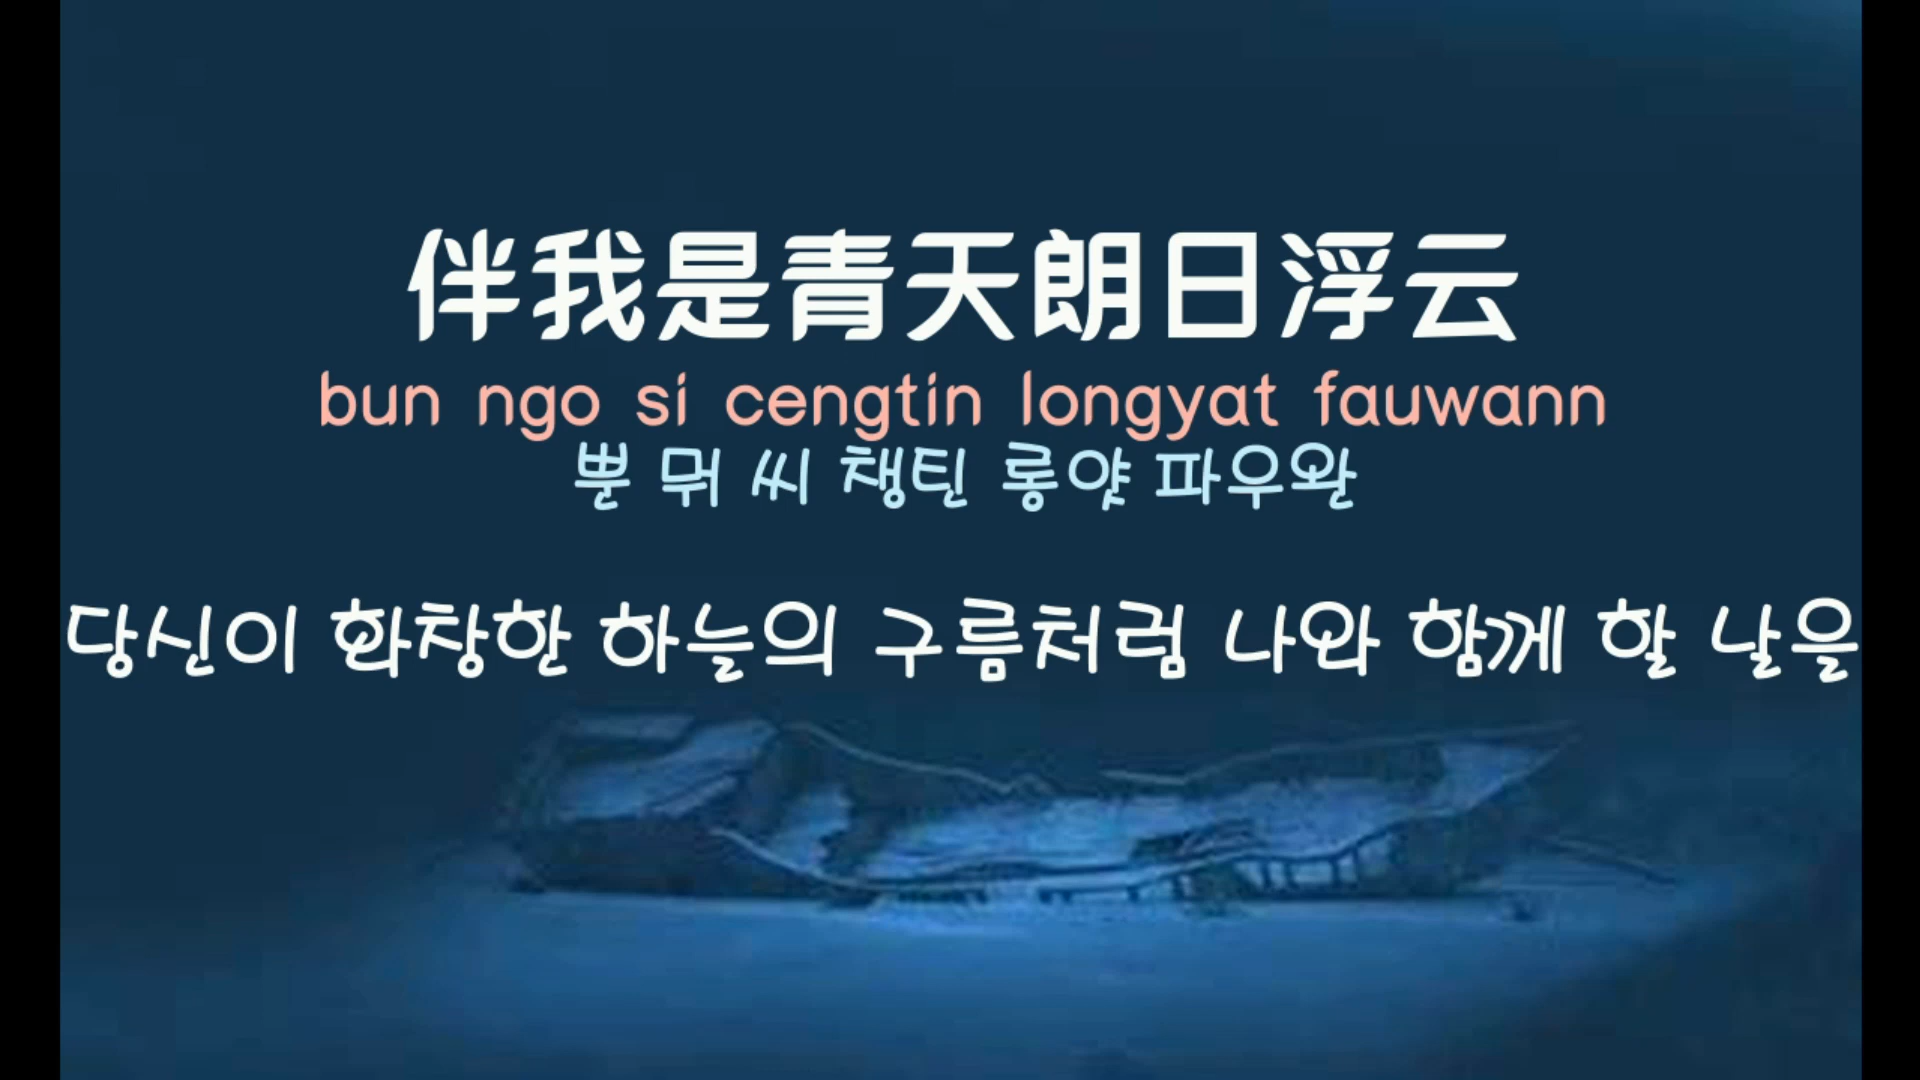 伴我是青天朗日浮云
bun ngo si cengtin longyat fauwann
뿐 뭐 씨 챙틴 롱얏 파우완
당신이 화창한 하늘의 구름처럼 나와 함께 할 날을